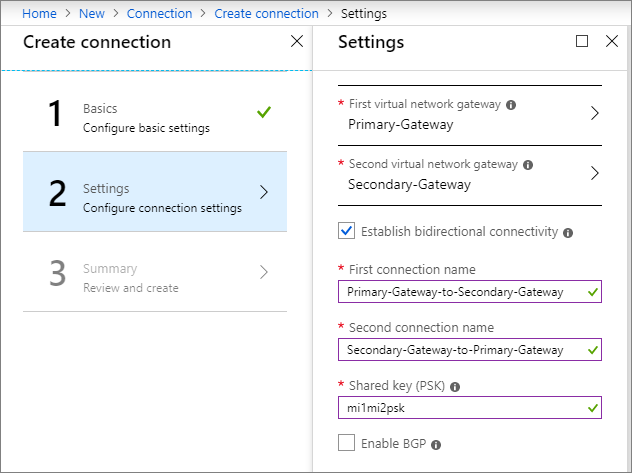 Home > New > Connection > Create connection > Settings
Create connection
1
Basics
Configure basic settings
2
Settings
Configure connection settings
3
Summary
Review and create
Settings
* First virtual network gateway
Primary-Gateway
* Second virtual network gateway
Secondary-Gateway
Establish bidirectional connectivity
* First connection name
Primary-Gateway-to-Secondary-Gateway
* Second connection name
Secondary-Gateway-to-Primary-Gateway
* Shared key (PSK)
mi1mi2psk
Enable BGP